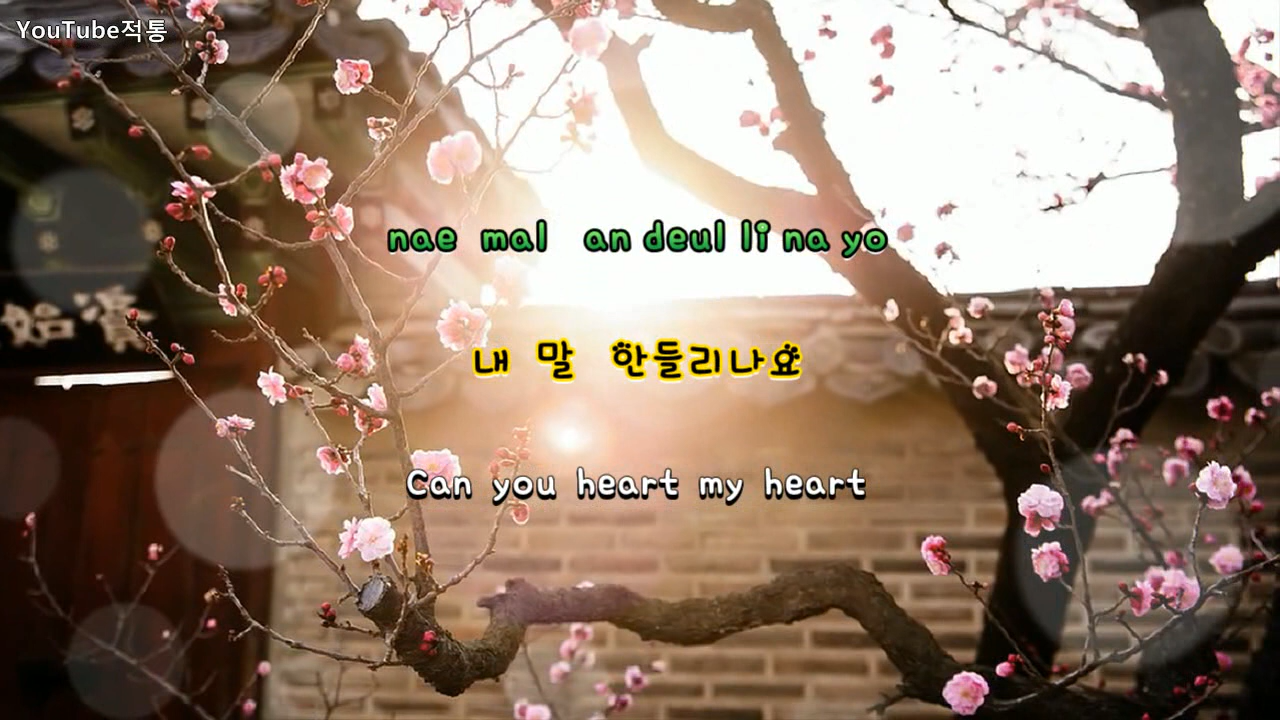 YouTube적통
nae mal an deul li na yo
내 말 한들리나요
Can you heart my heart